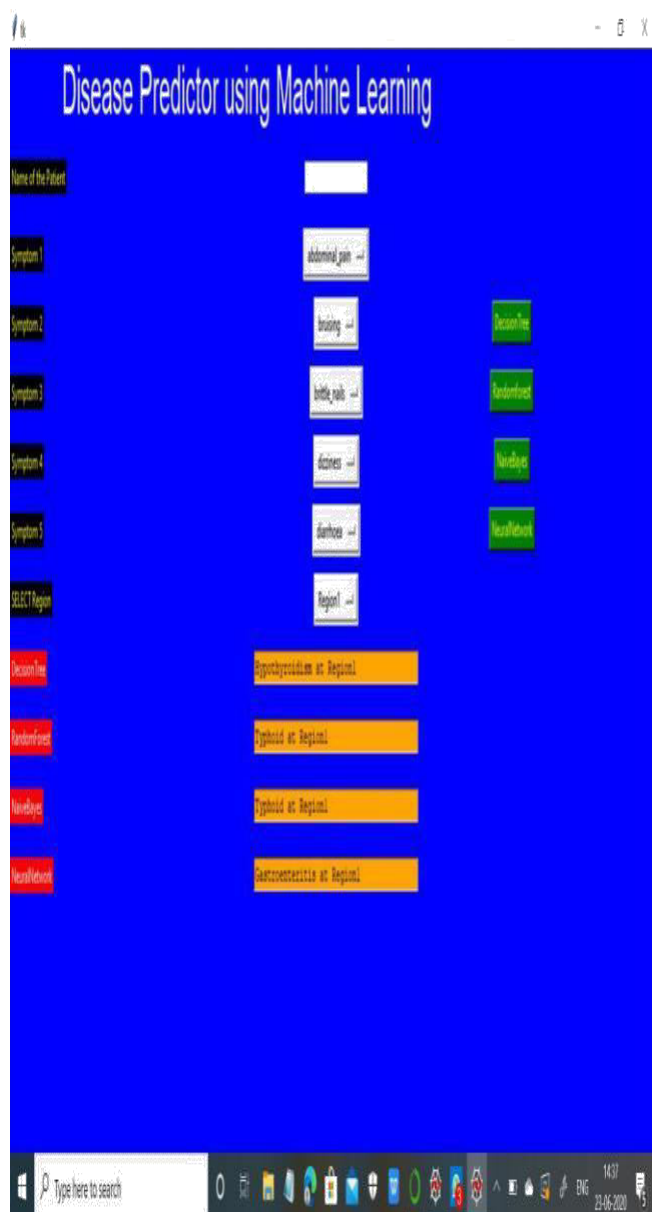 tk
Disease Predictor using Machine Learning
Name of the Patient
Symptom 1
abdominal_pain
Symptom 2
bruising
DecisionTree
Symptom 3
brittle_nails
Randomforest
Symptom 4
dizziness
NaiveBayes
Symptom 5
diarrhoea
NeuralNetwork
SELECT Region
Region1
DecisionTree
Hypothyroidism at Region1
RandomForest
Typhoid at Region1
NaiveBayes
Typhoid at Region1
NeuralNetwork
Gastroenteritis at Region1
Type here to search
ENG
14:37
23-06-2020
5